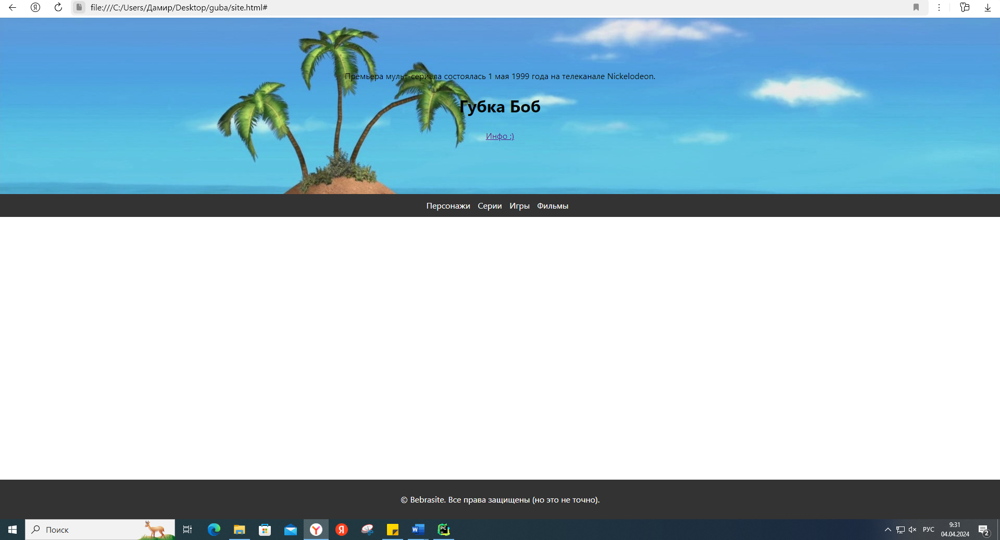 file:///C:/Users/Дамир/Desktop/guba/site.html#
Премьера мульт-сериала состоялась 1 мая 1999 года на телеканале Nickelodeon.
Губка Боб
Инфо :)
Персонажи Серии Игры Фильмы
© Bebrasite. Все права защищены (но это не точно).
Поиск
РУС
9:31
04.04.2024
2